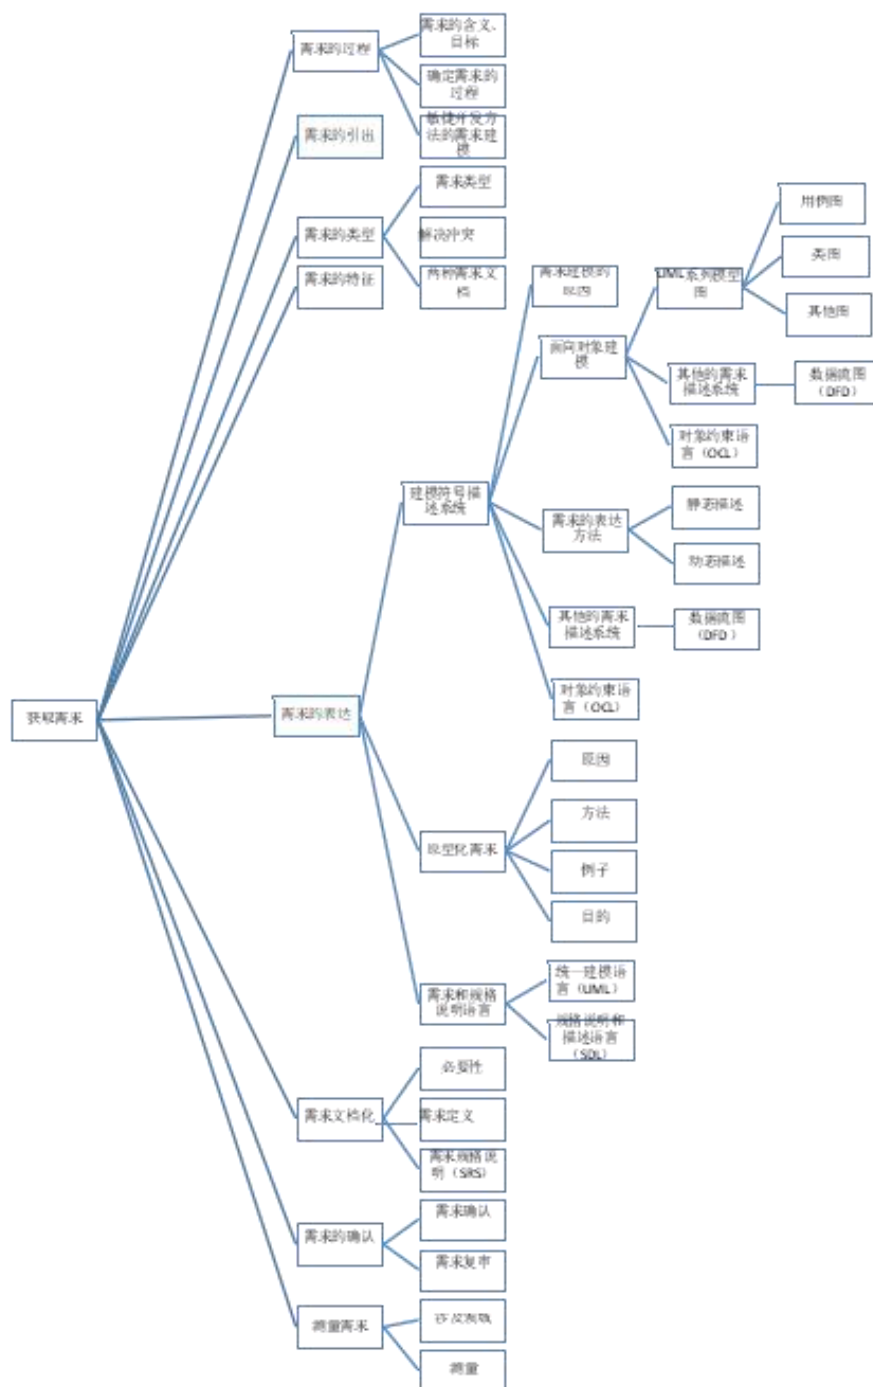 需求的含义、
目标
需求的过程
确定需求的
过程
敏捷开发方
法的需求建
模
需求的引出
需求类型
需求的类型
解决冲突
两种需求文
档
需求的特征
用例图
类图
其他图
需求建模的
原因
UML系列模型
图
面向对象建
模
其他的需求
描述系统
数据流图
(DFD)
对象约束语
言（OCL）
建模符号描
述系统
静态描述
需求的表达
方法
动态描述
其他的需求
描述系统
数据流图
(DFD)
对象约束语
言（OCL）
获取需求
需求的表达
原因
方法
原型化需求
例子
目的
统一建模语
言（UML）
需求和规格
说明语言
规格说明和
描述语言
(SDL)
必要性
需求文档化
需求定义
需求规格说
明（SRS）
需求确认
需求的确认
需求复审
测量需求
测量